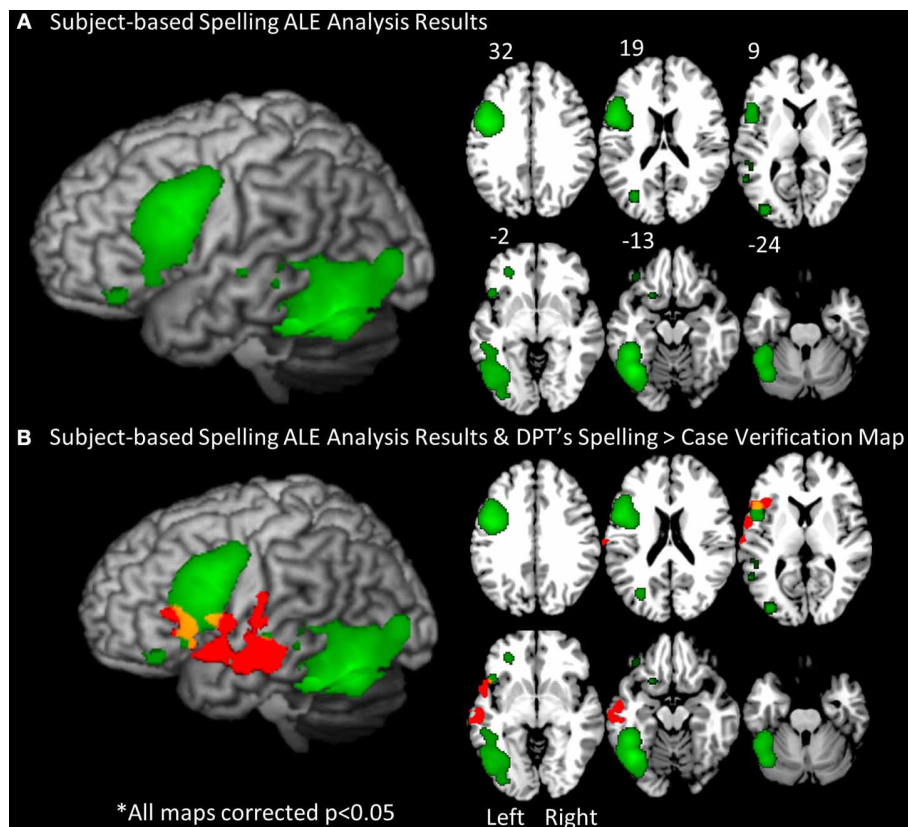 A Subject-based Spelling ALE Analysis Results
32 19 9
-2 -13 -24
B Subject-based Spelling ALE Analysis Results & DPT's Spelling > Case Verification Map
*All maps corrected p<0.05
Left Right